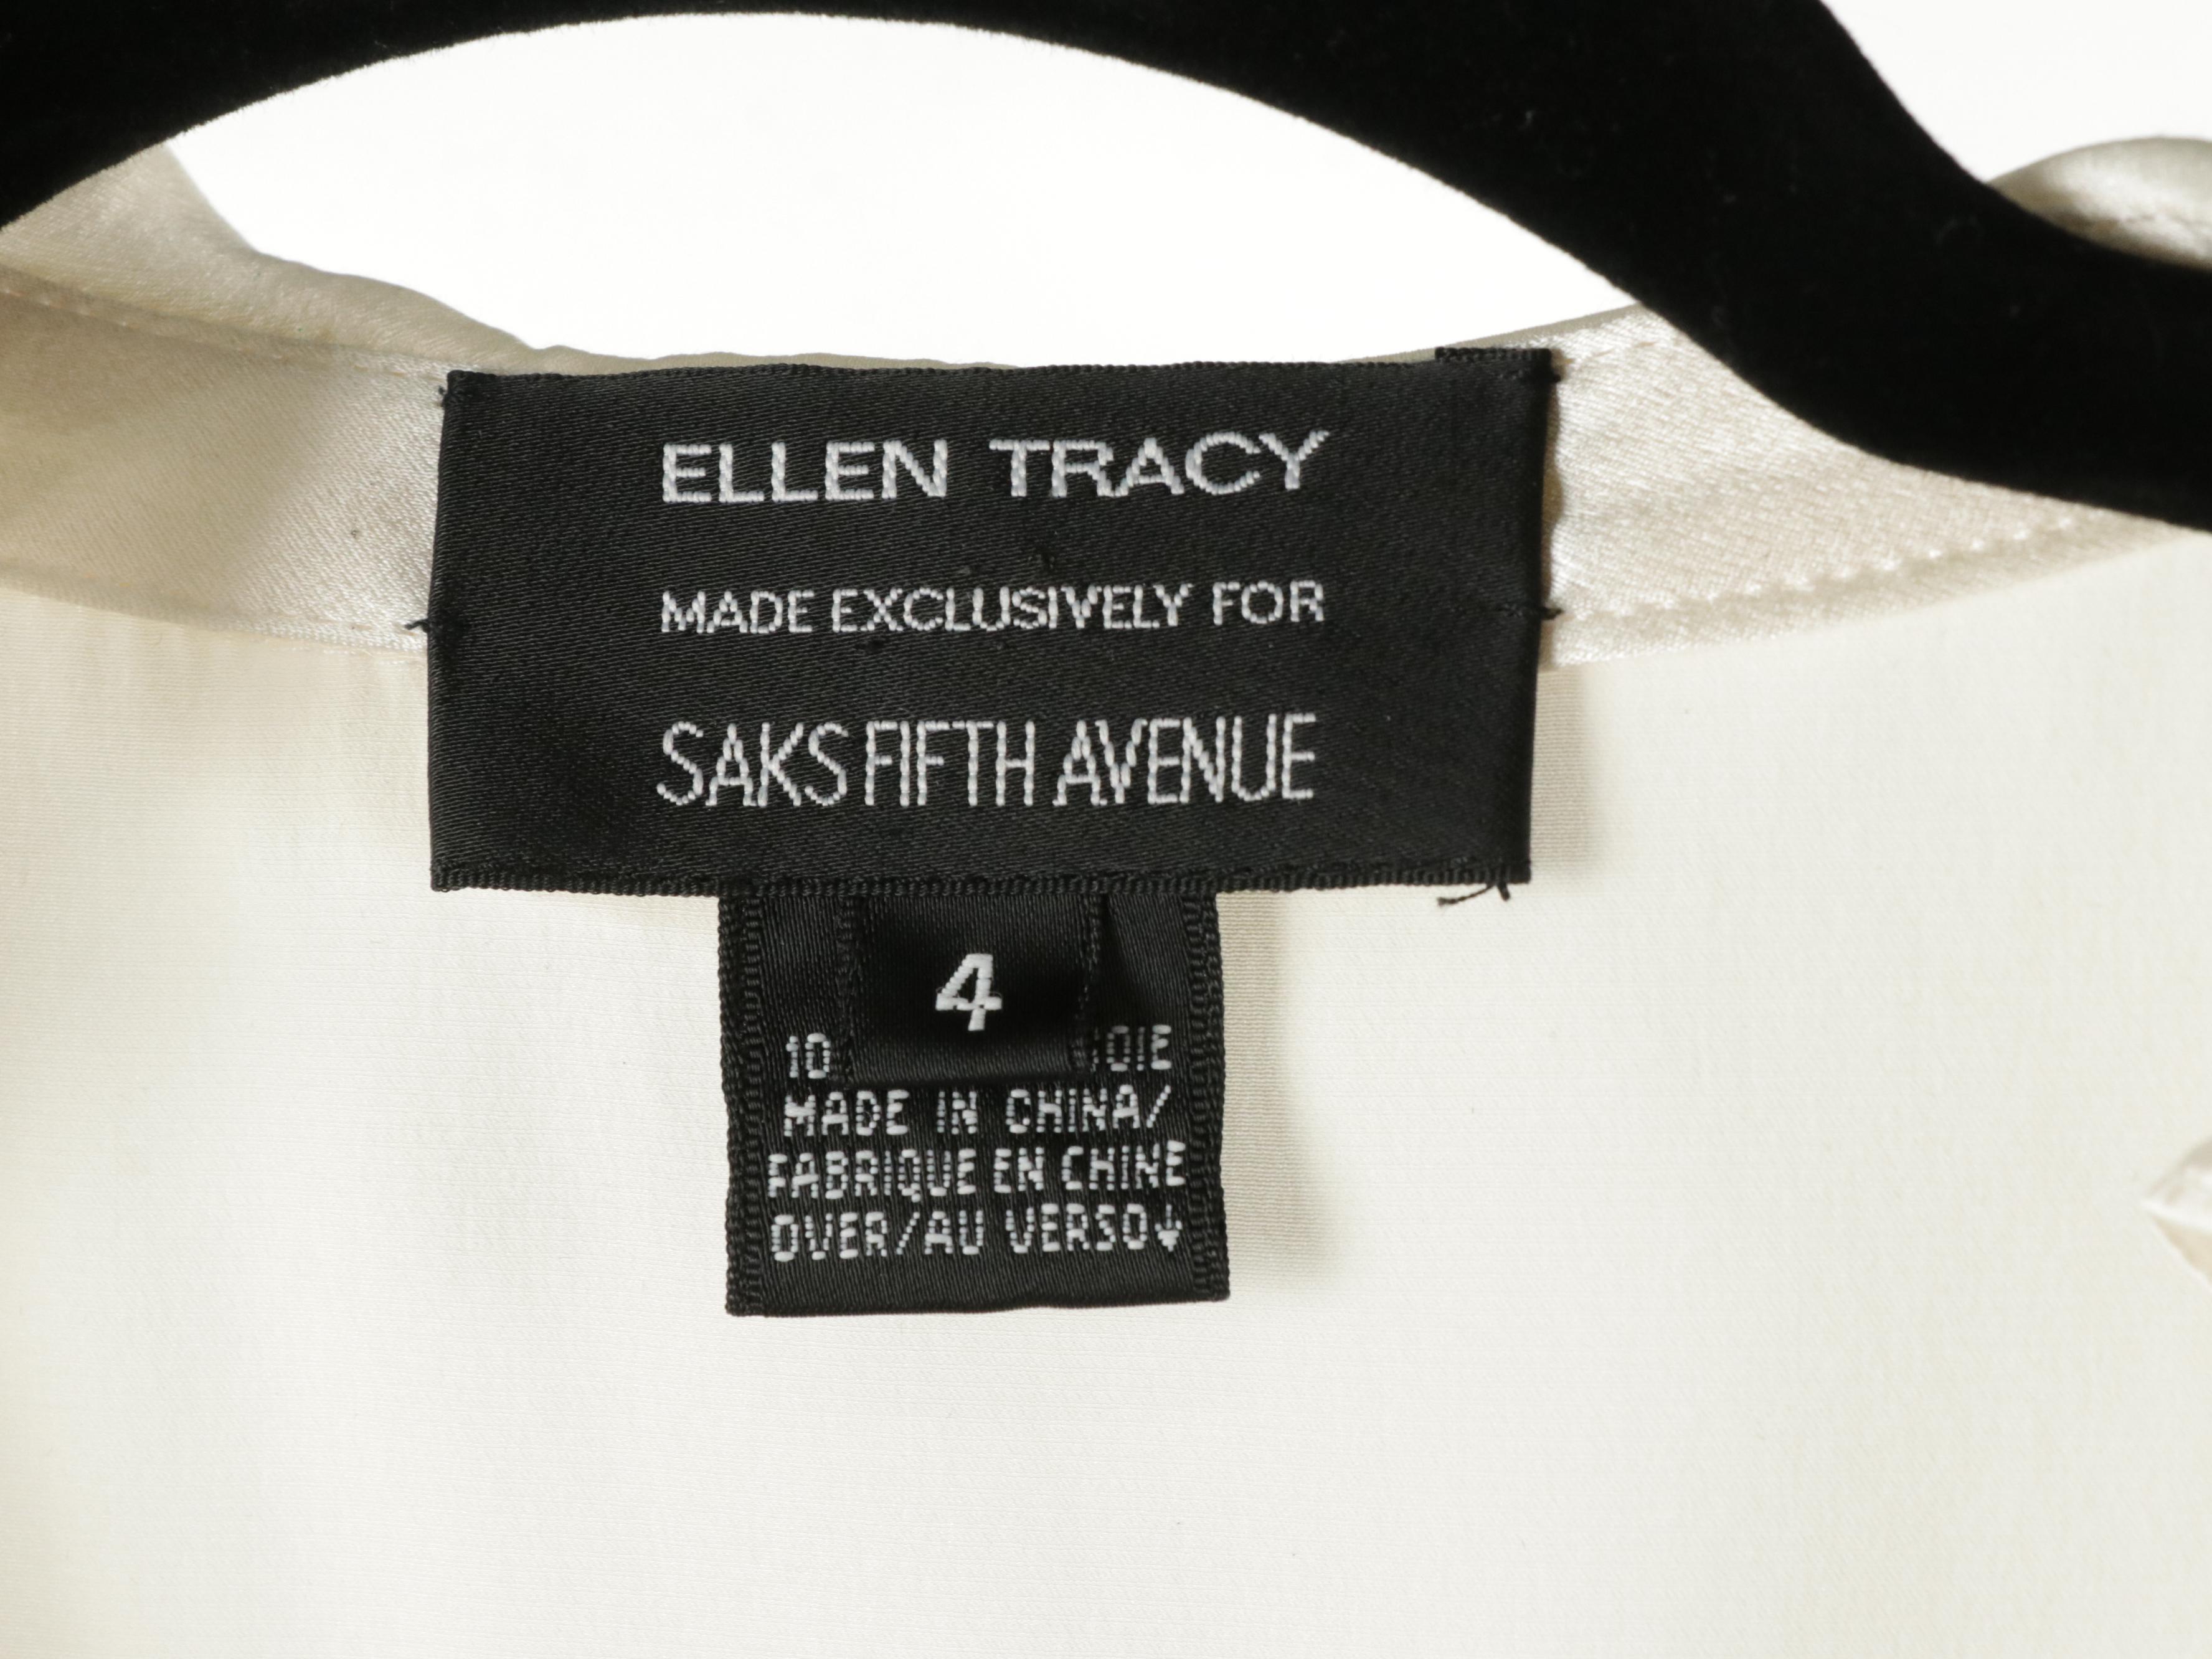 ELLEN TRACY
MADE EXCLUSIVELY FOR
SAKS FIFTH AVENUE
4
10
MADE IN CHINA/
FABRIQUE EN CHINE
OVER/AU VERSO↓